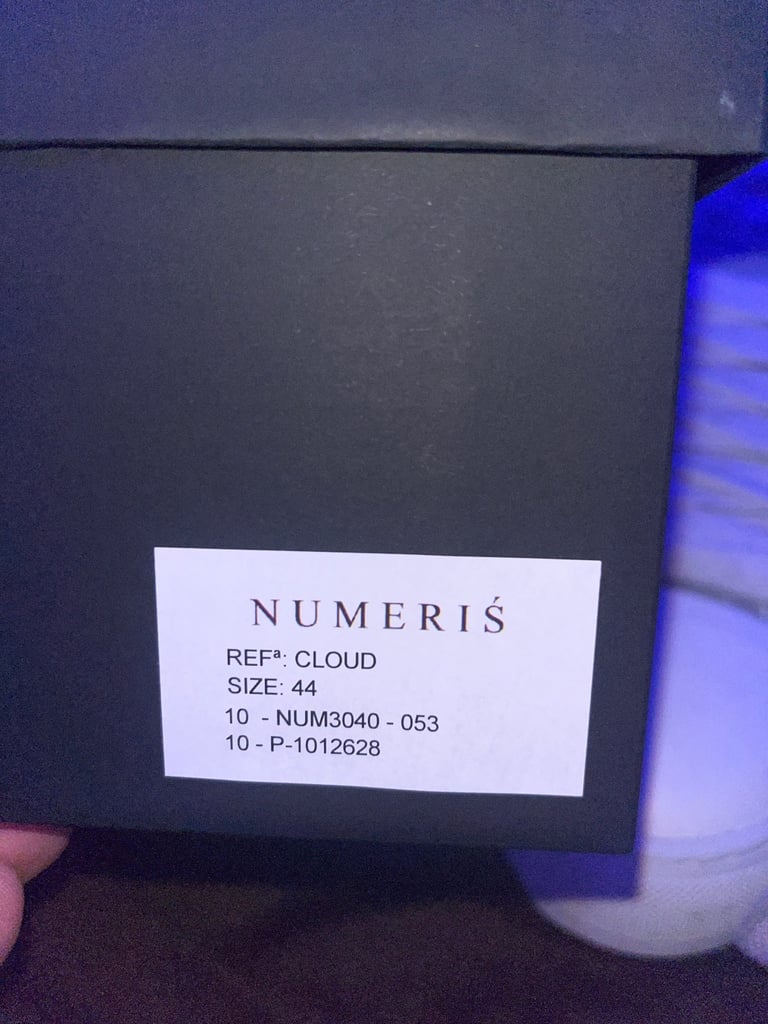 NUMERIŚ
REFª: CLOUD
SIZE: 44
10 - NUM3040 - 053
10 - P-1012628